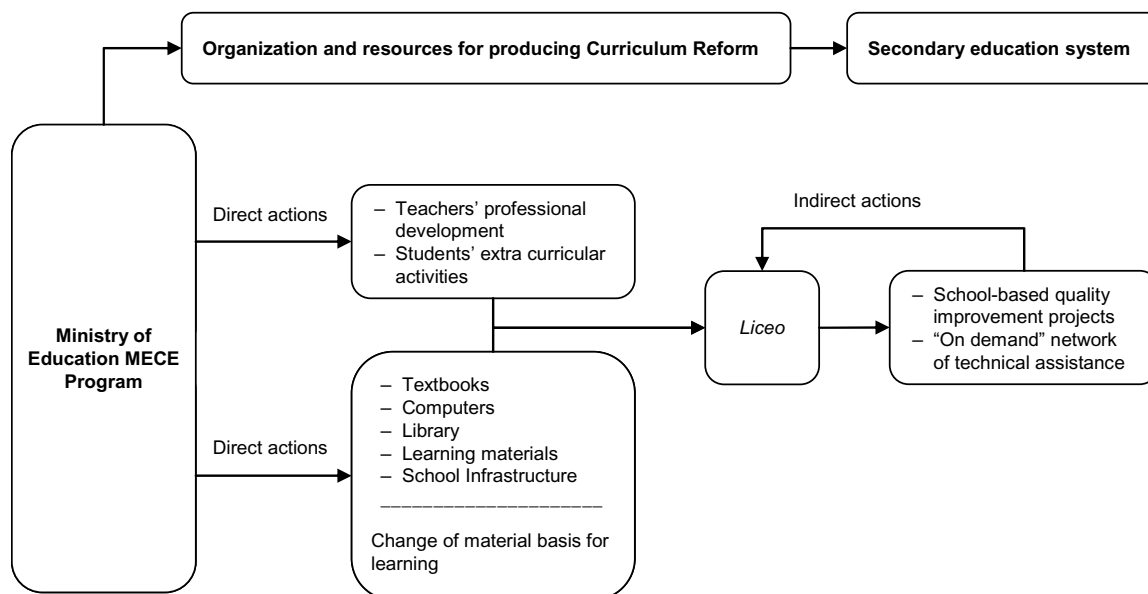 Organization and resources for producing Curriculum Reform
Secondary education system
Ministry of
Education MECE
Program
Direct actions
– Teachers’ professional
development
– Students’ extra curricular
activities
Direct actions
– Textbooks
– Computers
– Library
– Learning materials
– School Infrastructure
Change of material basis for
learning
Liceo
Indirect actions
– School-based quality
improvement projects
– “On demand” network
of technical assistance